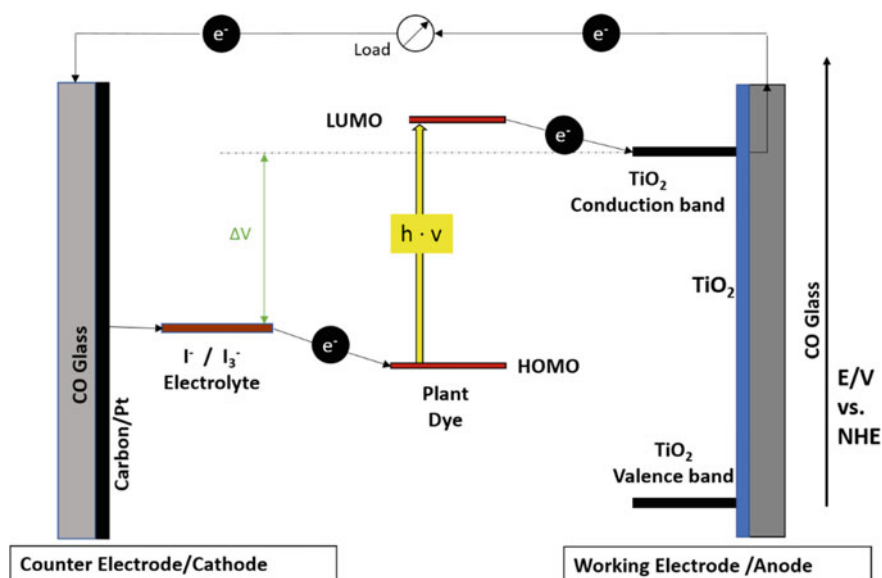 e⁻
e⁻
Load
LUMO
e⁻
TiO₂
Conduction band
ΔV
h · v
TiO₂
CO Glass
Carbon/Pt
I⁻ / I₃⁻
Electrolyte
e⁻
HOMO
Plant
Dye
CO Glass
E/V
vs.
NHE
TiO₂
Valence band
Counter Electrode/Cathode
Working Electrode /Anode